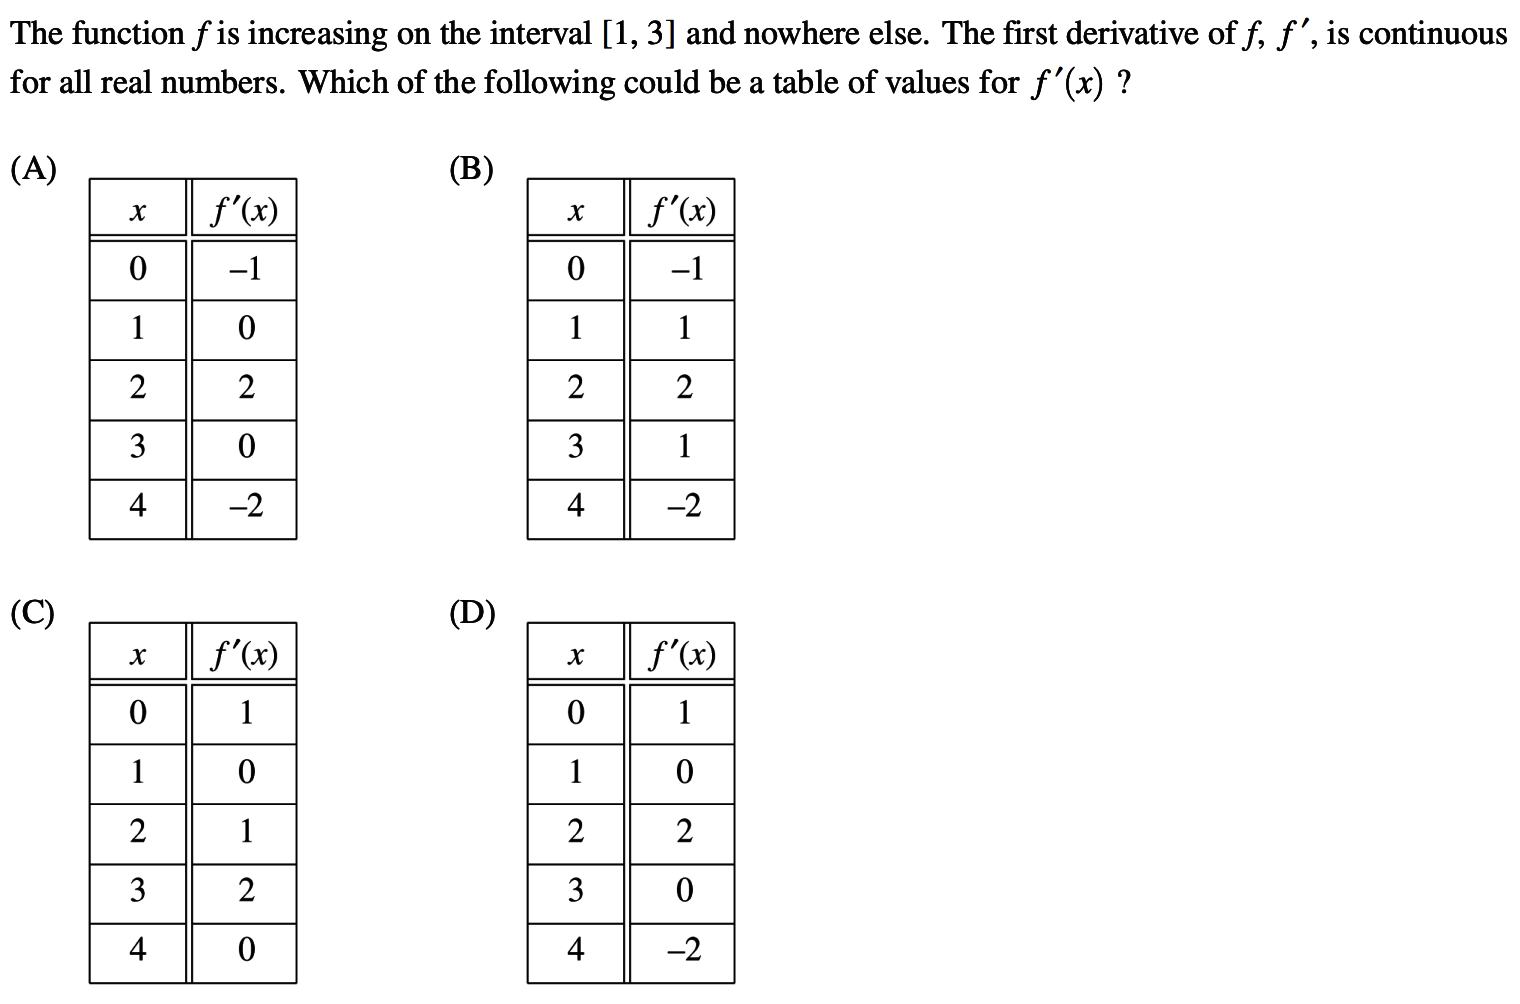 The function f is increasing on the interval [1, 3] and nowhere else. The first derivative of f, f′, is continuous
for all real numbers. Which of the following could be a table of values for f′(x) ?
(A)
x f′(x)
0 –1
1 0
2 2
3 0
4 –2
(B)
x f′(x)
0 –1
1 1
2 2
3 1
4 –2
(C)
x f′(x)
0 1
1 0
2 1
3 2
4 0
(D)
x f′(x)
0 1
1 0
2 2
3 0
4 –2